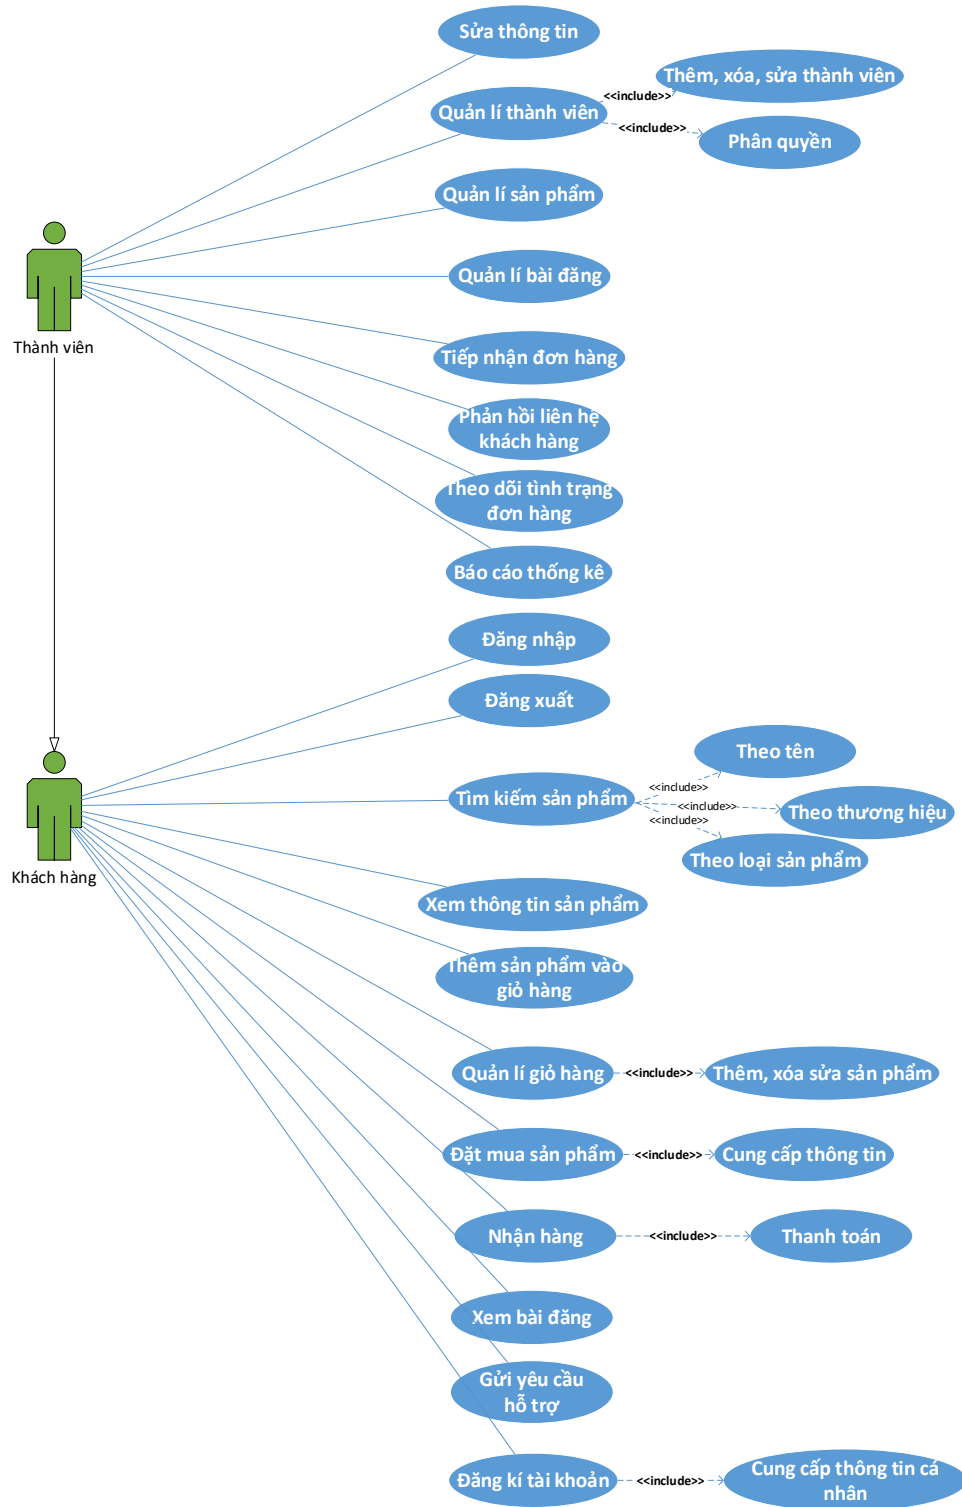 Sửa thông tin
Thêm, xóa, sửa thành viên
<<include>>
Quản lí thành viên
<<include>>
Phân quyền
Quản lí sản phẩm
Quản lí bài đăng
Thành viên
Tiếp nhận đơn hàng
Phản hồi liên hệ
khách hàng
Theo dõi tình trạng
đơn hàng
Báo cáo thống kê
Đăng nhập
Đăng xuất
Theo tên
<<include>>
Tìm kiếm sản phẩm
<<include>>
Theo thương hiệu
<<include>>
Theo loại sản phẩm
Khách hàng
Xem thông tin sản phẩm
Thêm sản phẩm vào
giỏ hàng
Quản lí giỏ hàng
<<include>>
Thêm, xóa sửa sản phẩm
Đặt mua sản phẩm
<<include>>
Cung cấp thông tin
Nhận hàng
<<include>>
Thanh toán
Xem bài đăng
Gửi yêu cầu
hỗ trợ
Đăng kí tài khoản
<<include>>
Cung cấp thông tin cá
nhân